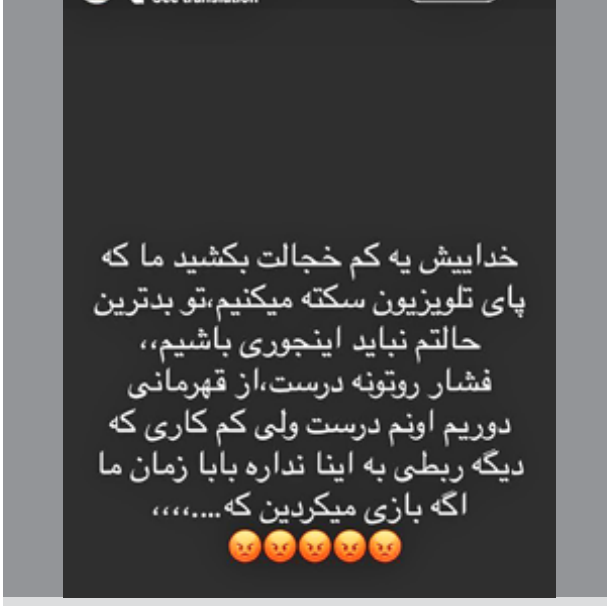 See translation
خداییش یه کم خجالت بکشید ما که
پای تلویزیون سکته میکنیم،تو بدترین
حالتم نباید اینجوری باشیم،،
فشار روتونه درست،از قهرمانی
دوریم اونم درست ولی کم کاری که
دیگه ربطی به اینا نداره بابا زمان ما
اگه بازی میکردین که....،،،،
😡😡😡😡😡